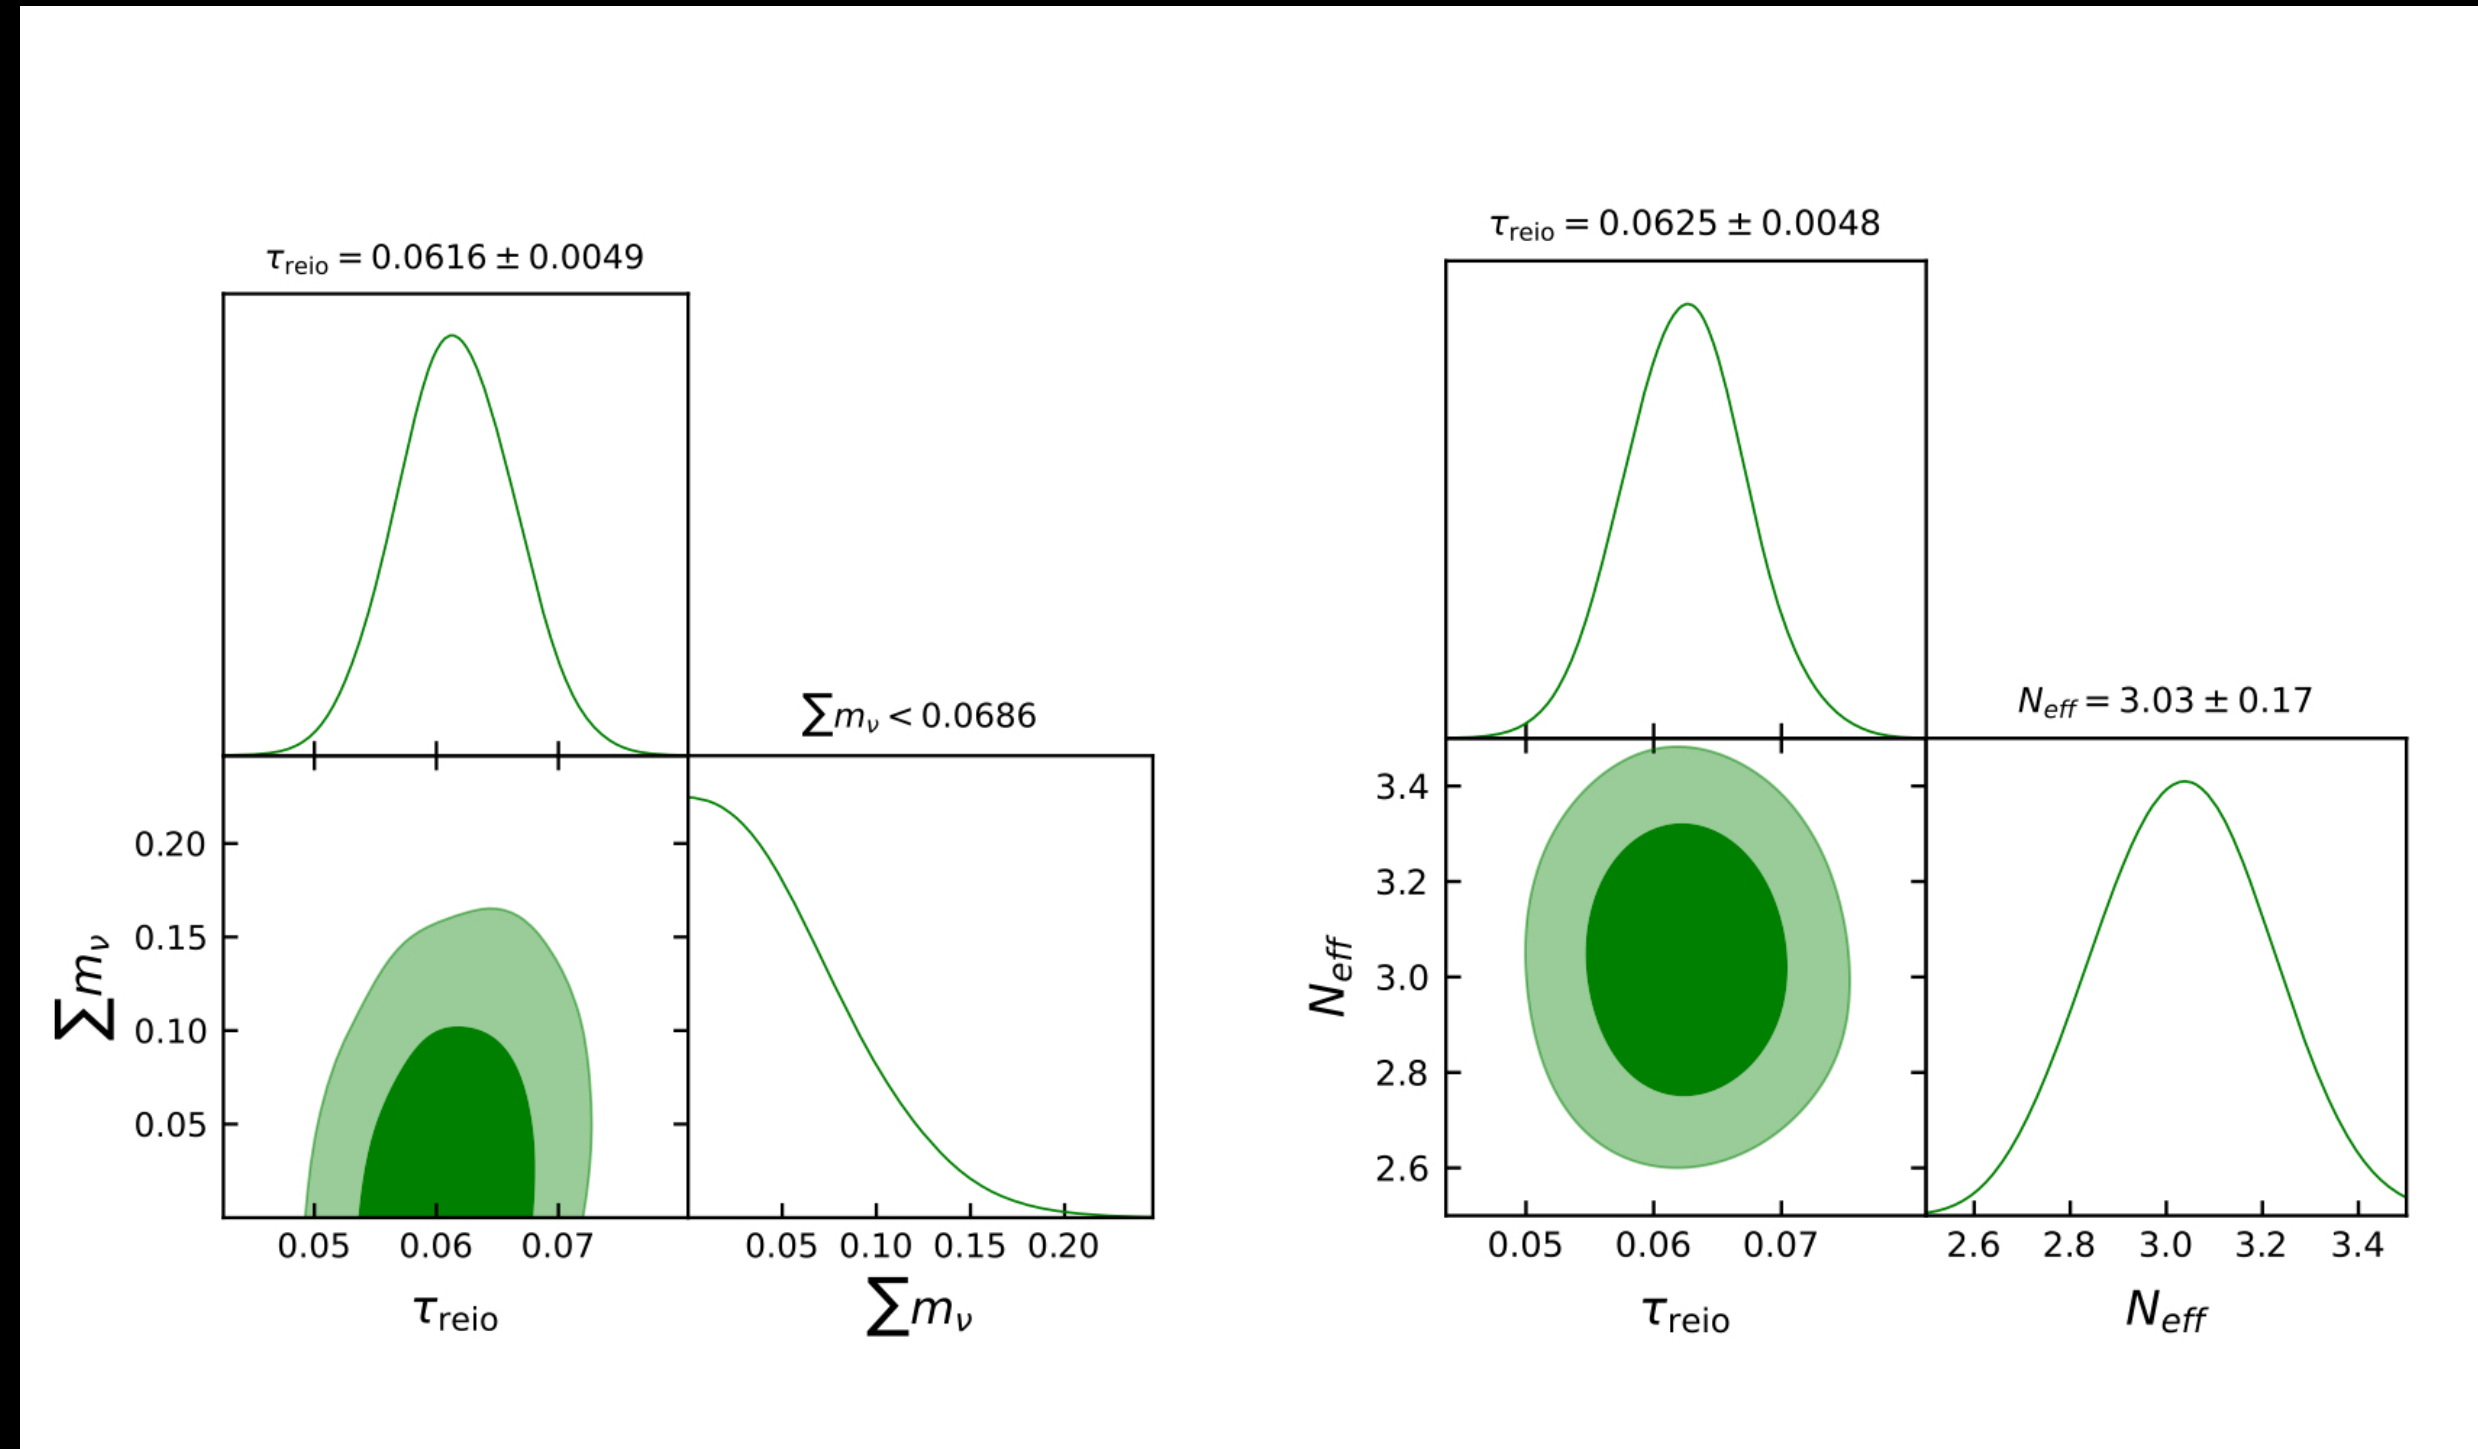 τreio = 0.0616 ± 0.0049
∑mν < 0.0686
0.20
0.15
0.10
0.05
∑mν
0.05 0.06 0.07
τreio
0.05 0.10 0.15 0.20
∑mν
τreio = 0.0625 ± 0.0048
Neff = 3.03 ± 0.17
3.4
3.2
3.0
2.8
2.6
Neff
0.05 0.06 0.07
τreio
2.6 2.8 3.0 3.2 3.4
Neff